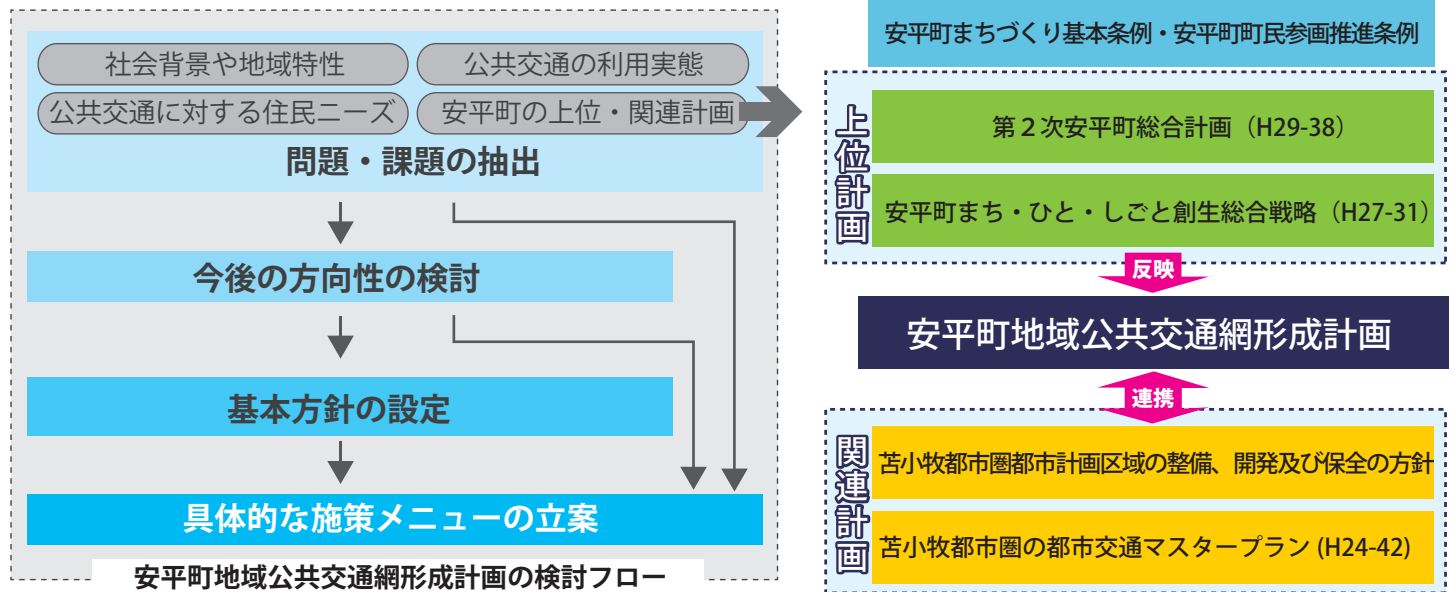 社会背景や地域特性
公共交通の利用実態
公共交通に対する住民ニーズ
安平町の上位・関連計画
問題・課題の抽出
今後の方向性の検討
基本方針の設定
具体的な施策メニューの立案
安平町地域公共交通網形成計画の検討フロー
安平町まちづくり基本条例・安平町町民参画推進条例
上位計画
第2次安平町総合計画（H29-38）
安平町まち・ひと・しごと創生総合戦略（H27-31）
反映
安平町地域公共交通網形成計画
連携
関連計画
苫小牧都市圏都市計画区域の整備、開発及び保全の方針
苫小牧都市圏の都市交通マスタープラン (H24-42)